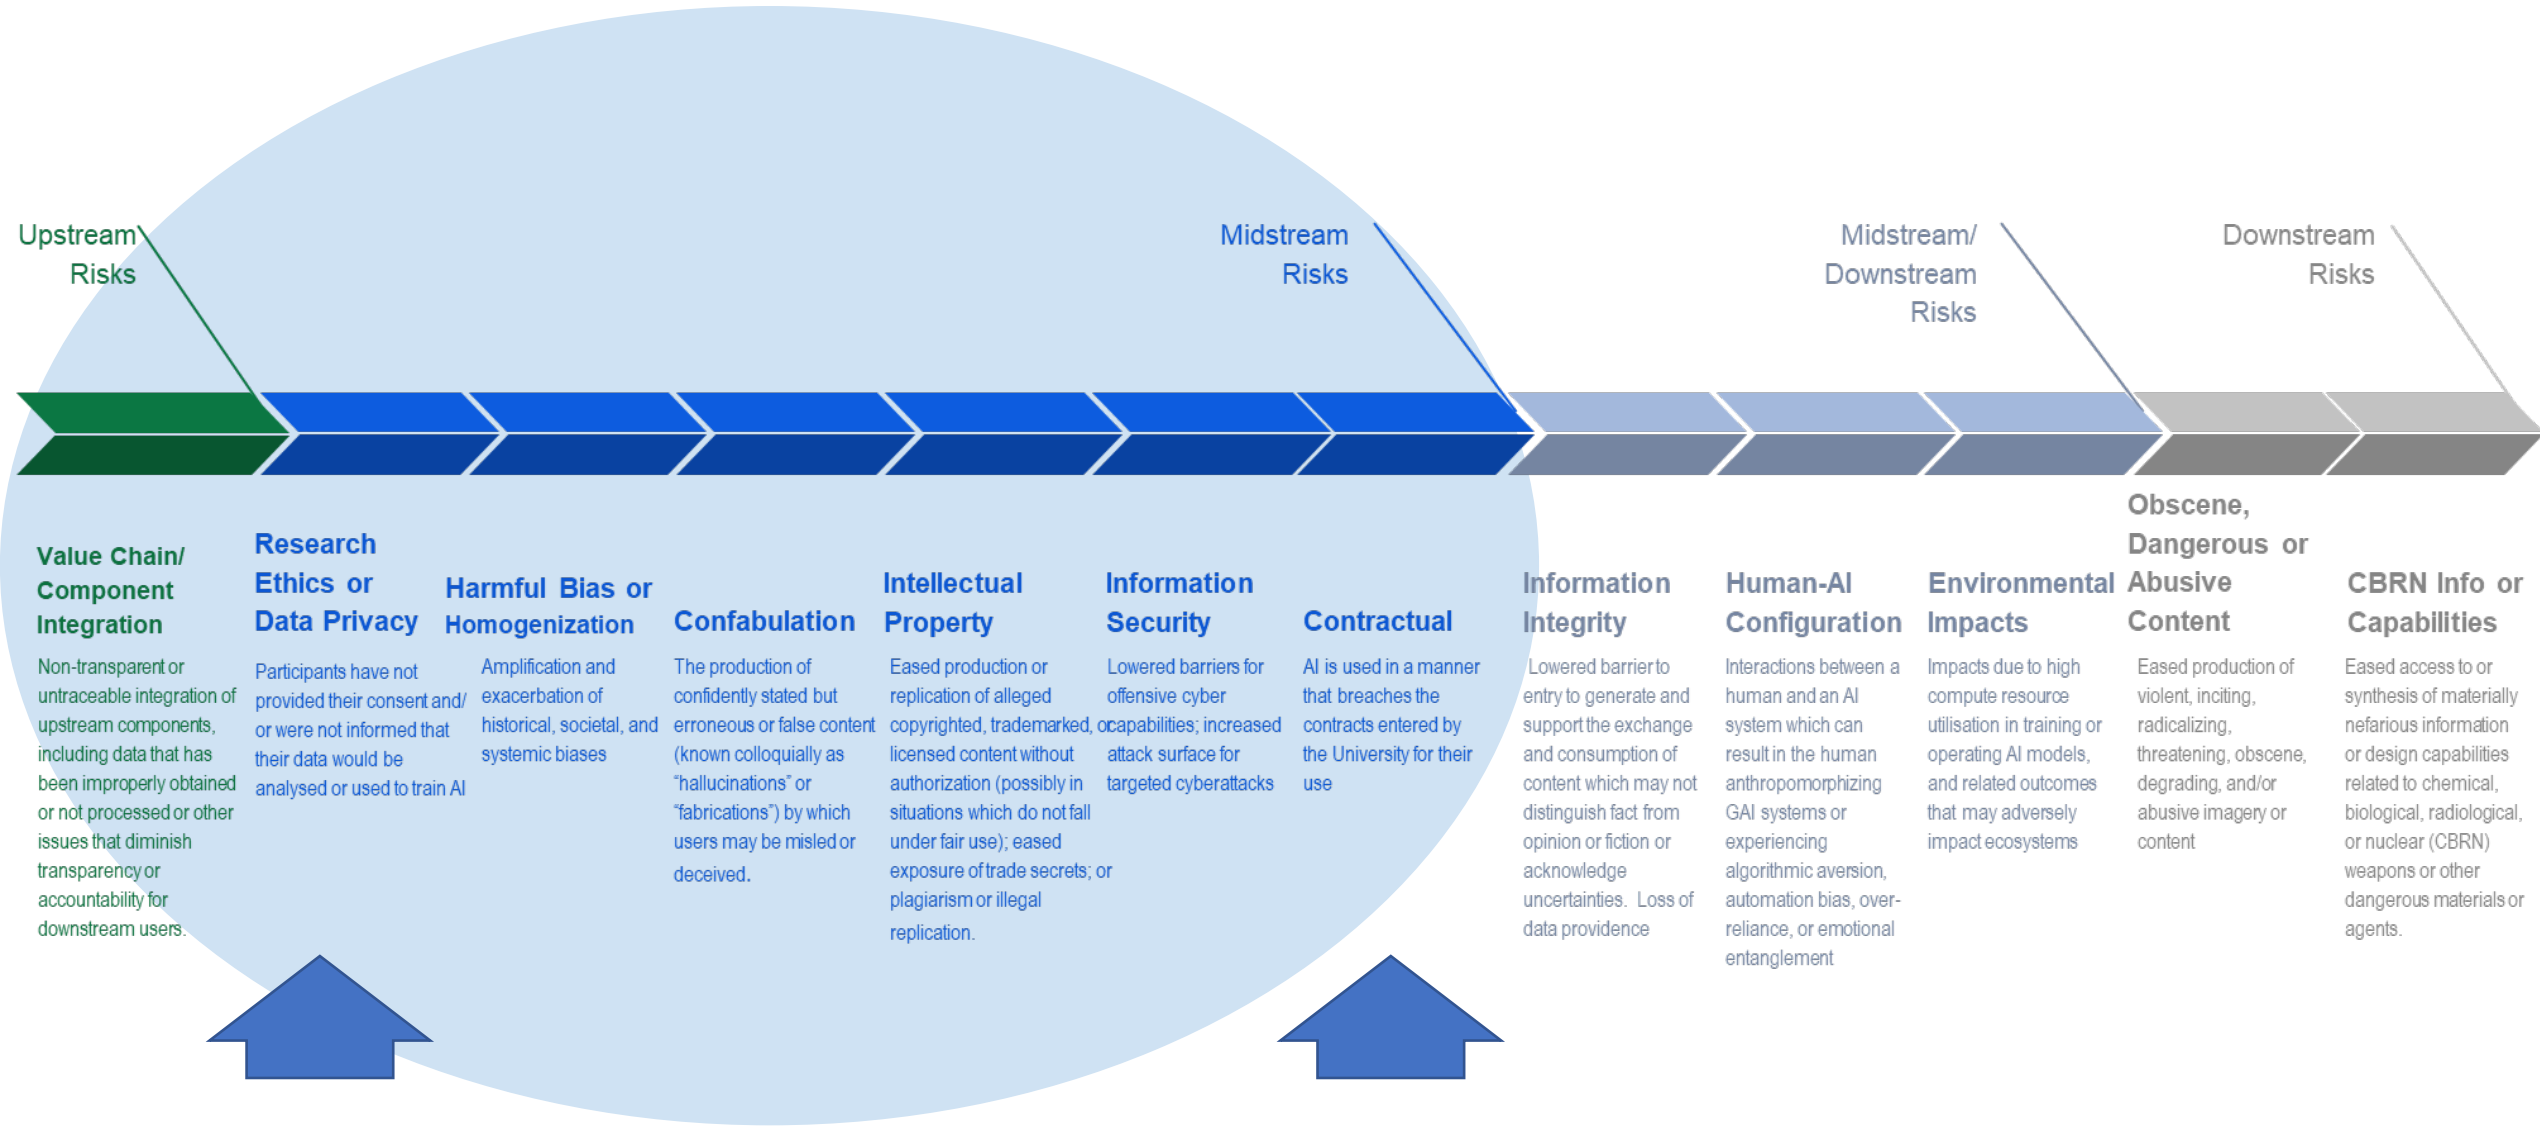 Upstream
Risks
Midstream
Risks
Midstream/
Downstream
Risks
Downstream
Risks
Value Chain/
Component
Integration
Non-transparent or
untraceable integration of
upstream components,
including data that has
been improperly obtained
or not processed or other
issues that diminish
transparency or
accountability for
downstream users.
Research
Ethics or
Data Privacy
Participants have not
provided their consent and/
or were not informed that
their data would be
analysed or used to train AI
Harmful Bias or
Homogenization
Amplification and
exacerbation of
historical, societal, and
systemic biases
Confabulation
The production of
confidently stated but
erroneous or false content
(known colloquially as
“hallucinations” or
“fabrications”) by which
users may be misled or
deceived.
Intellectual
Property
Eased production or
replication of alleged
copyrighted, trademarked, or
licensed content without
authorization (possibly in
situations which do not fall
under fair use); eased
exposure of trade secrets; or
plagiarism or illegal
replication.
Information
Security
Lowered barriers for
offensive cyber
capabilities; increased
attack surface for
targeted cyberattacks
Contractual
AI is used in a manner
that breaches the
contracts entered by
the University for their
use
Information
Integrity
Lowered barrier to
entry to generate and
support the exchange
and consumption of
content which may not
distinguish fact from
opinion or fiction or
acknowledge
uncertainties. Loss of
data providence
Human-AI
Configuration
Interactions between a
human and an AI
system which can
result in the human
anthropomorphizing
GAI systems or
experiencing
algorithmic aversion,
automation bias, over-
reliance, or emotional
entanglement
Environmental
Impacts
Impacts due to high
compute resource
utilisation in training or
operating AI models,
and related outcomes
that may adversely
impact ecosystems
Obscene,
Dangerous or
Abusive
Content
Eased production of
violent, inciting,
radicalizing,
threatening, obscene,
degrading, and/or
abusive imagery or
content
CBRN Info or
Capabilities
Eased access to or
synthesis of materially
nefarious information
or design capabilities
related to chemical,
biological, radiological,
or nuclear (CBRN)
weapons or other
dangerous materials or
agents.